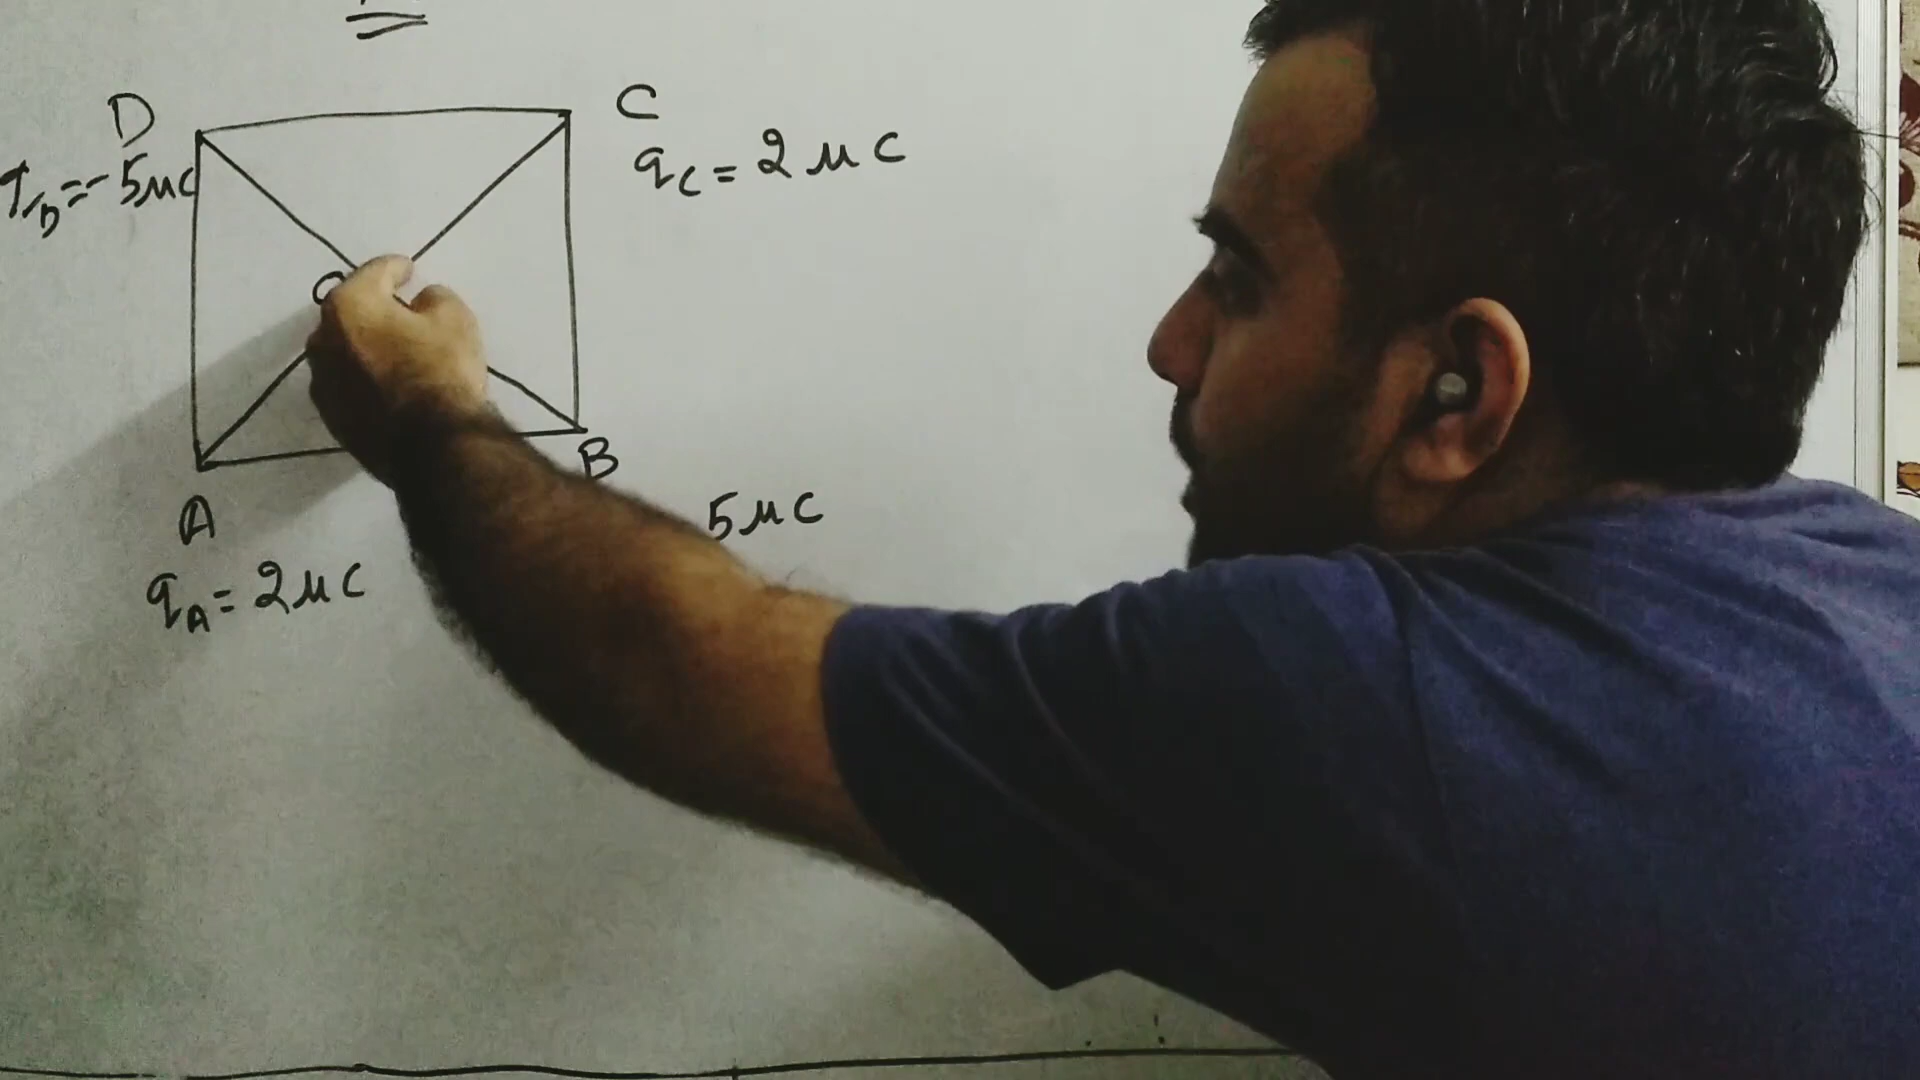 D
C
q_D = -5μC
q_C = 2μC
O
B
A
5μC
q_A = 2μC